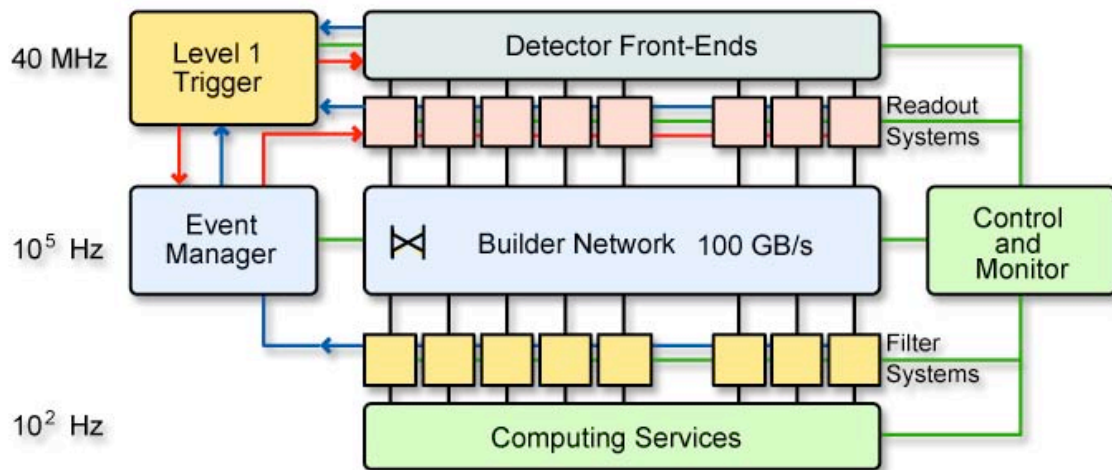 40 MHz
Level 1
Trigger
Detector Front-Ends
Readout
Systems
10⁵ Hz
Event
Manager
Builder Network 100 GB/s
Control
and
Monitor
Filter
Systems
10² Hz
Computing Services